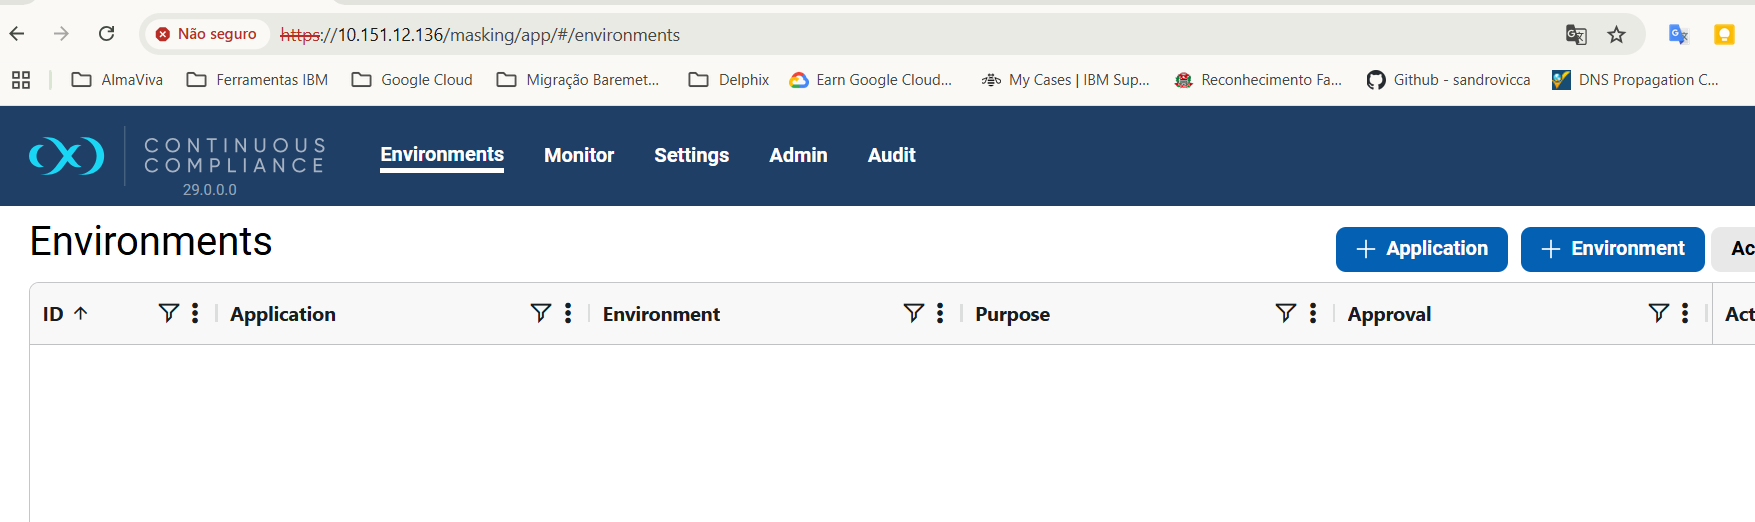 Não seguro https://10.151.12.136/masking/app/#/environments
AlmaViva Ferramentas IBM Google Cloud Migração Baremet... Delphix Earn Google Cloud... My Cases | IBM Sup... Reconhecimento Fa... Github - sandrovicca DNS Propagation C...
CONTINUOUS
COMPLIANCE
29.0.0.0
Environments Monitor Settings Admin Audit
Environments
+ Application + Environment Ac
ID Application Environment Purpose Approval Act